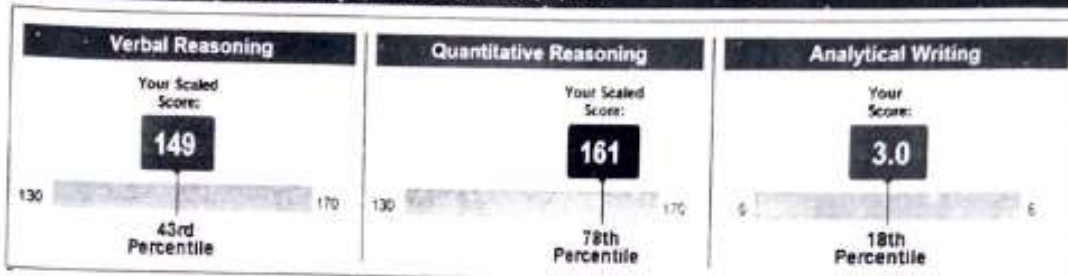 Verbal Reasoning
Your Scaled
Score:
149
130 170
43rd
Percentile
Quantitative Reasoning
Your Scaled
Score:
161
130 170
78th
Percentile
Analytical Writing
Your
Score:
3.0
6
18th
Percentile